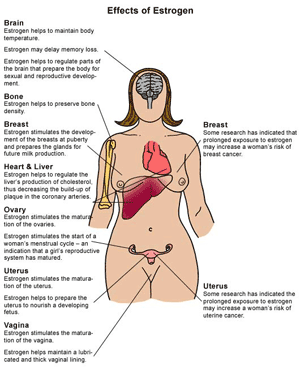 Effects of Estrogen
Brain
Estrogen helps to maintain body
temperature.
Estrogen may delay memory loss.
Estrogen helps to regulate parts of
the brain that prepare the body for
sexual and reproductive develop-
ment.
Bone
Estrogen helps to preserve bone
density.
Breast
Estrogen stimulates the develop-
ment of the breasts at puberty and
prepares the glands for
future milk production.
Heart & Liver
Estrogen helps to regulate the
liver's production of cholesterol,
thus decreasing the build-up of
plaque in the coronary arteries.
Ovary
Estrogen stimulates the matura-
tion of the ovaries.
Estrogen stimulates the start of a
woman's menstrual cycle – an
indication that a girl's reproductive
system has matured.
Uterus
Estrogen stimulates the matura-
tion of the uterus.
Estrogen helps to prepare the
uterus to nourish a developing
fetus.
Vagina
Estrogen stimulates the matura-
tion of the vagina.
Estrogen helps maintain a lubri-
cated and thick vaginal lining.
Breast
Some research has indicated that
prolonged exposure to estrogen
may increase a woman's risk of
breast cancer.
Uterus
Some research has indicated the
prolonged exposure to estrogen
may increase a woman's risk of
uterine cancer.